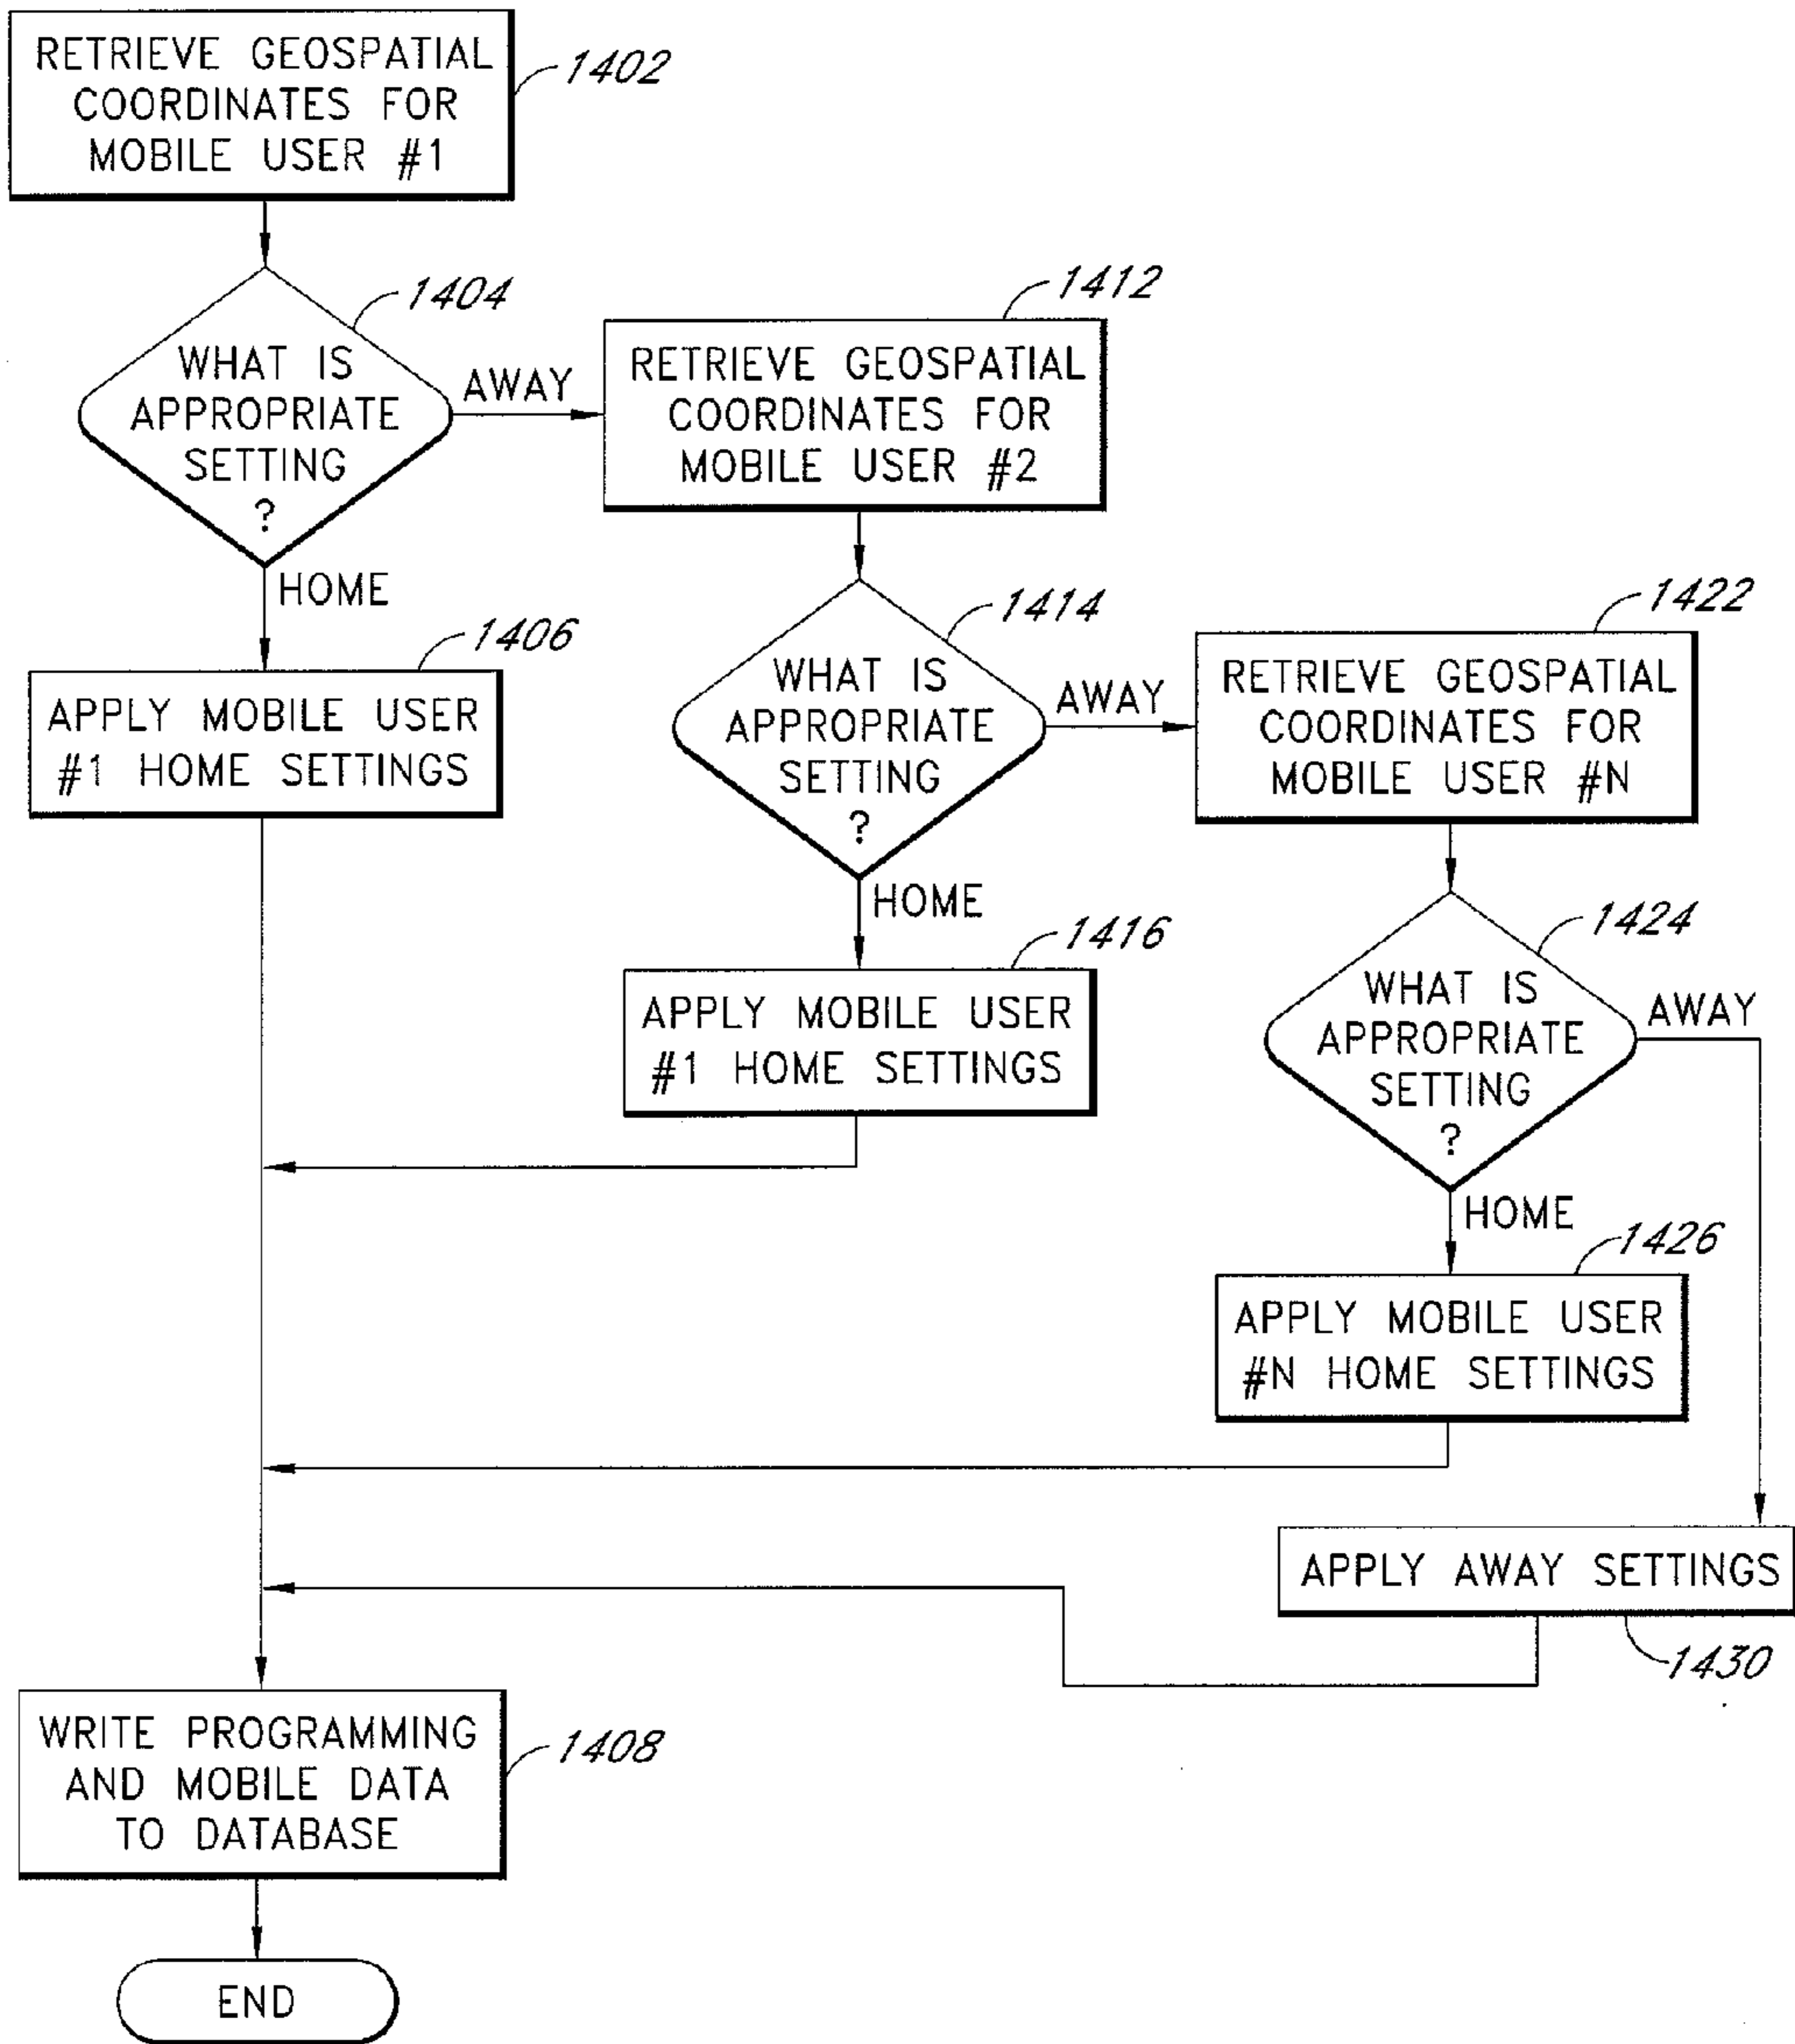 RETRIEVE GEOSPATIAL
COORDINATES FOR
MOBILE USER #1
1402
WHAT IS
APPROPRIATE
SETTING
?
1404
AWAY
HOME
RETRIEVE GEOSPATIAL
COORDINATES FOR
MOBILE USER #2
1412
APPLY MOBILE USER
#1 HOME SETTINGS
1406
WHAT IS
APPROPRIATE
SETTING
?
1414
AWAY
HOME
RETRIEVE GEOSPATIAL
COORDINATES FOR
MOBILE USER #N
1422
APPLY MOBILE USER
#1 HOME SETTINGS
1416
WHAT IS
APPROPRIATE
SETTING
?
1424
AWAY
HOME
APPLY MOBILE USER
#N HOME SETTINGS
1426
APPLY AWAY SETTINGS
1430
WRITE PROGRAMMING
AND MOBILE DATA
TO DATABASE
1408
END